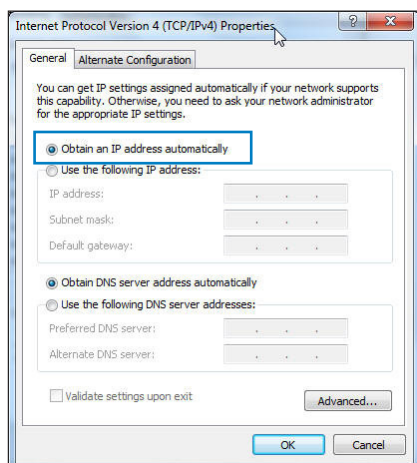 Internet Protocol Version 4 (TCP/IPv4) Properties
General
Alternate Configuration
You can get IP settings assigned automatically if your network supports
this capability. Otherwise, you need to ask your network administrator
for the appropriate IP settings.
Obtain an IP address automatically
Use the following IP address:
IP address:
Subnet mask:
Default gateway:
Obtain DNS server address automatically
Use the following DNS server addresses:
Preferred DNS server:
Alternate DNS server:
Validate settings upon exit
Advanced...
OK
Cancel